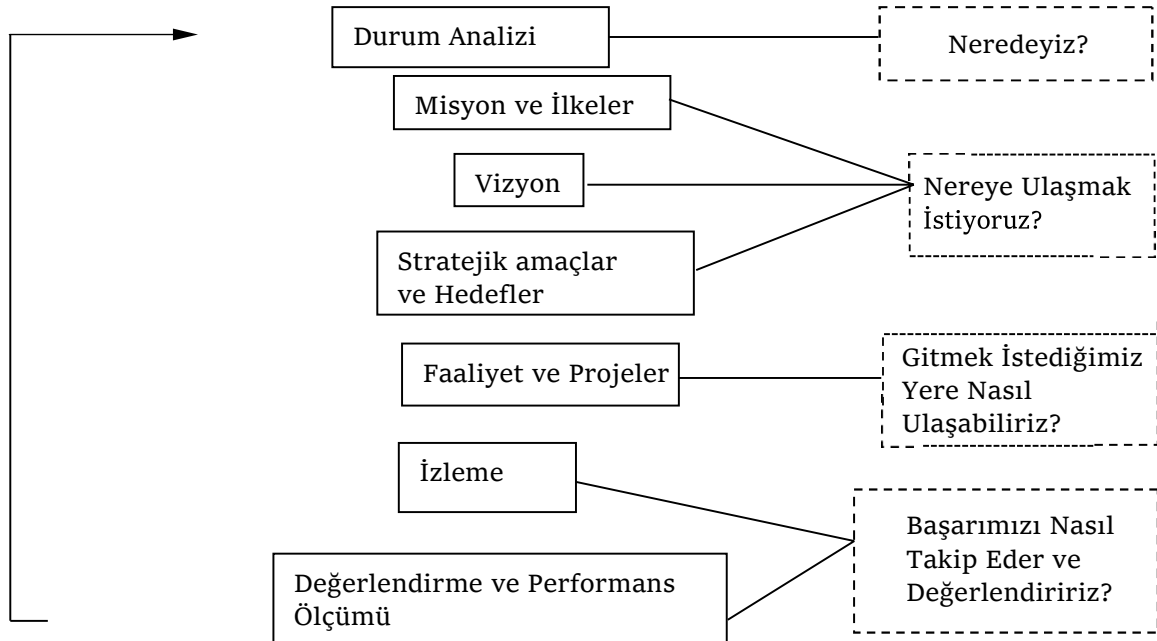 Durum Analizi
Neredeyiz?
Misyon ve İlkeler
Vizyon
Nereye Ulaşmak
İstiyoruz?
Stratejik amaçlar
ve Hedefler
Faaliyet ve Projeler
Gitmek İstediğimiz
Yere Nasıl
Ulaşabiliriz?
İzleme
Başarımızı Nasıl
Takip Eder ve
Değerlendiririz?
Değerlendirme ve Performans
Ölçümü